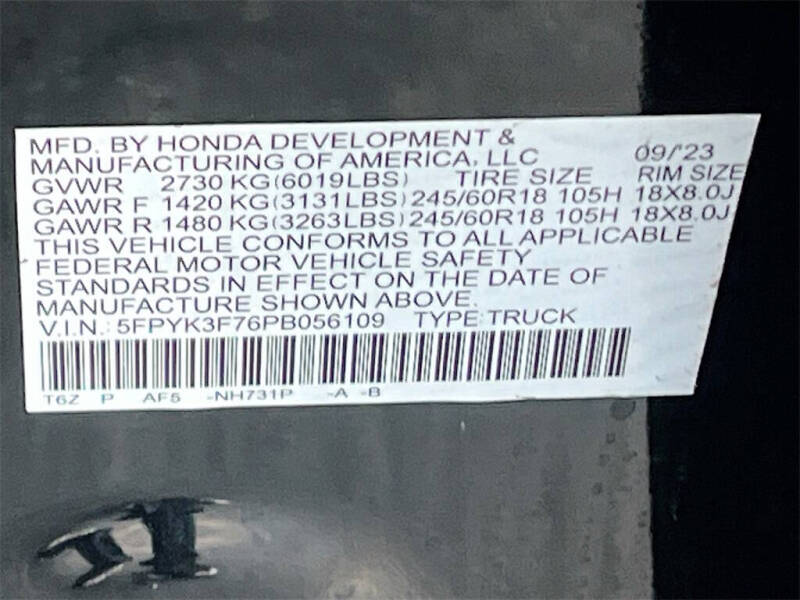 MFD. BY HONDA DEVELOPMENT &
MANUFACTURING OF AMERICA, LLC 09/'23
GVWR 2730 KG(6019LBS) TIRE SIZE RIM SIZE
GAWR F 1420 KG(3131LBS) 245/60R18 105H 18X8.0J
GAWR R 1480 KG(3263LBS) 245/60R18 105H 18X8.0J
THIS VEHICLE CONFORMS TO ALL APPLICABLE
FEDERAL MOTOR VEHICLE SAFETY
STANDARDS IN EFFECT ON THE DATE OF
MANUFACTURE SHOWN ABOVE.
V.I.N.: 5FPYK3F76PB056109 TYPE: TRUCK
T6Z P AF5 -NH731P -A -B